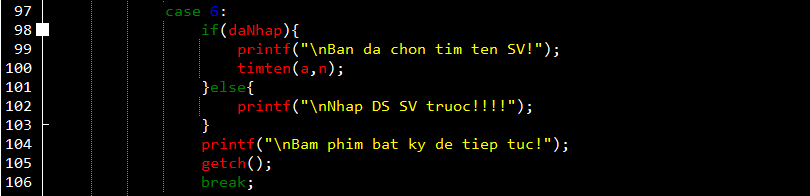 97 case 6:
98 if(daNhap){
99 printf("\nBan da chon tim ten SV!");
100 timten(a,n);
101 }else{
102 printf("\nNhap DS SV truoc!!!!");
103 }
104 printf("\nBam phim bat ky de tiep tuc!");
105 getch();
106 break;